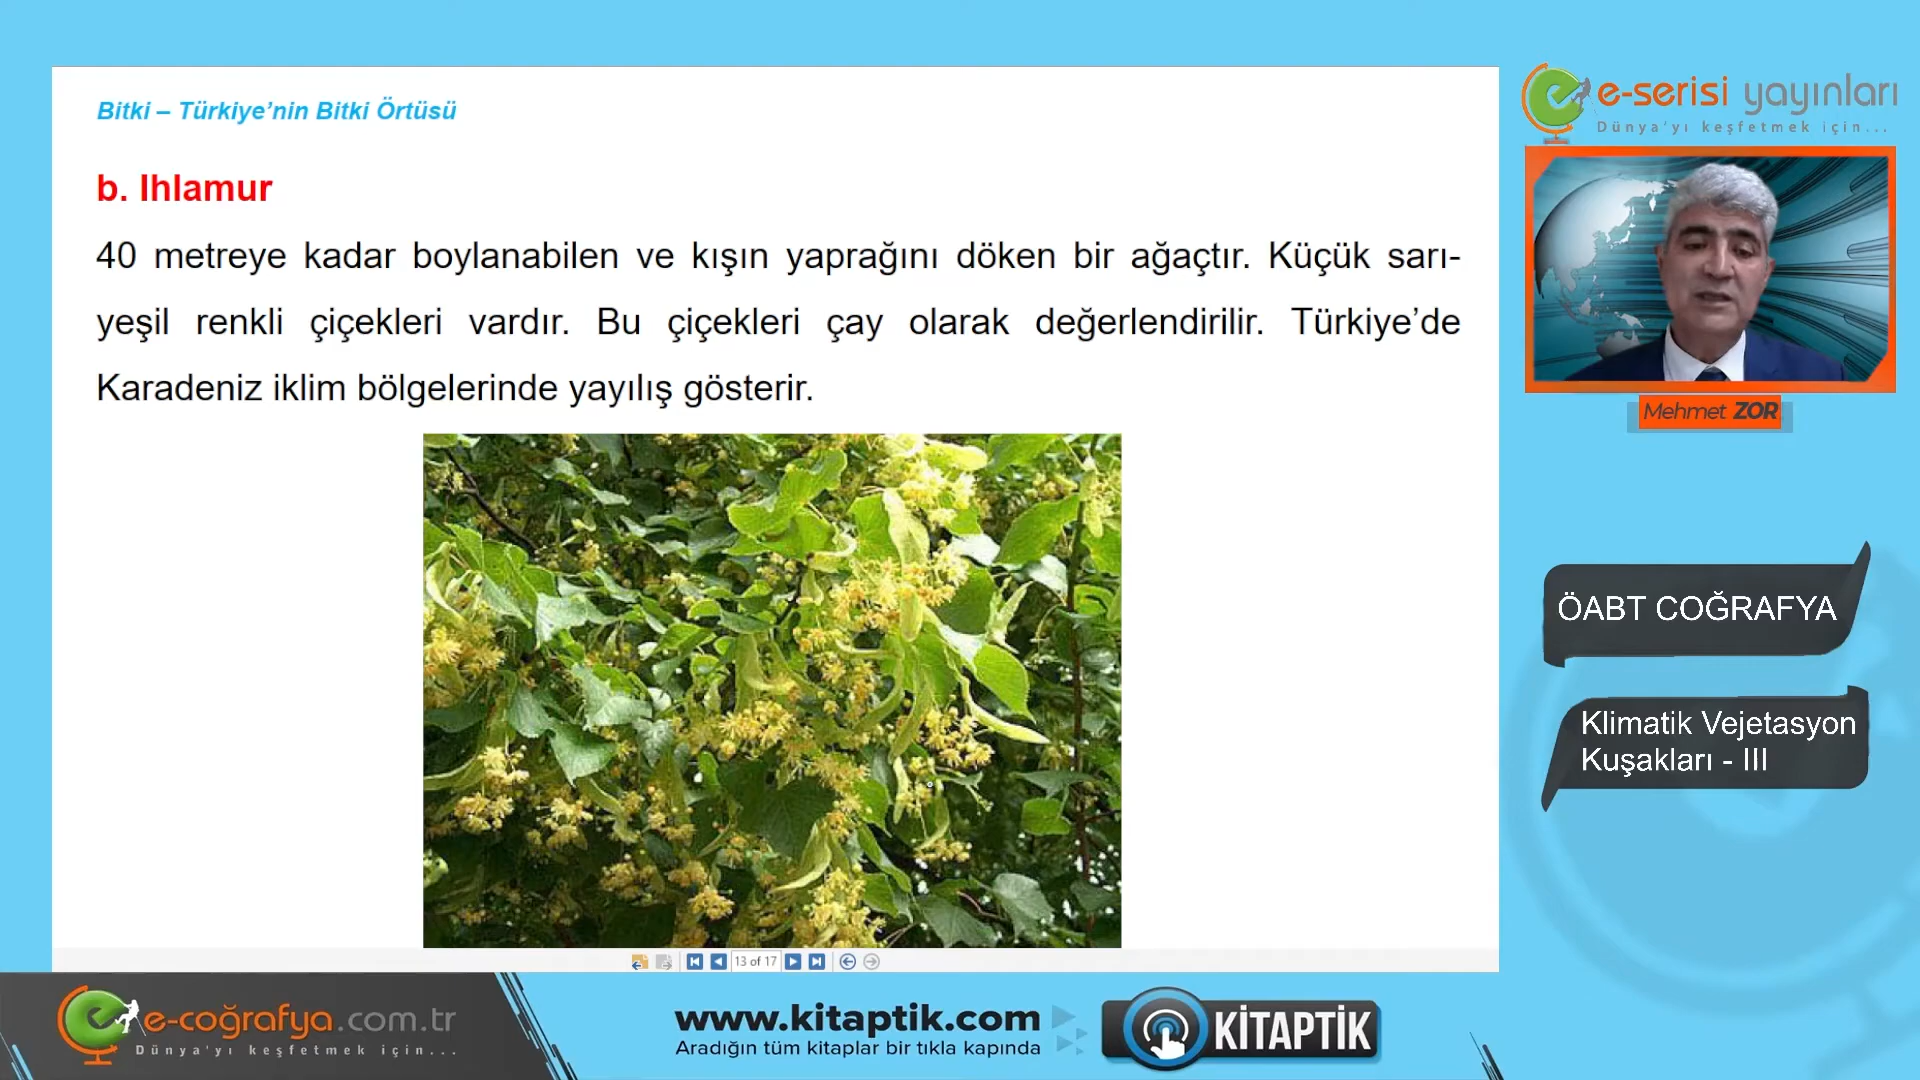 Bitki – Türkiye’nin Bitki Örtüsü
b. Ihlamur
40 metreye kadar boylanabilen ve kışın yaprağını döken bir ağaçtır. Küçük sarı-
yeşil renkli çiçekleri vardır. Bu çiçekleri çay olarak değerlendirilir. Türkiye’de
Karadeniz iklim bölgelerinde yayılış gösterir.
13 of 17
e-serisi yayınları
Dünya'yı keşfetmek için...
Mehmet ZOR
ÖABT COĞRAFYA
Klimatik Vejetasyon
Kuşakları - III
e-coğrafya.com.tr
Dünya'yı keşfetmek için...
www.kitaptik.com
Aradığın tüm kitaplar bir tıkla kapında
KİTAPTIK